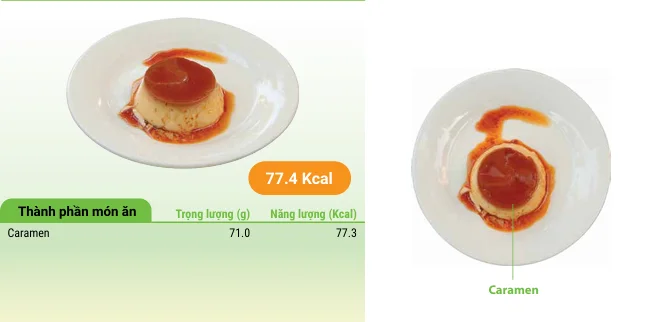 77.4 Kcal
Thành phần món ăn Trọng lượng (g) Năng lượng (Kcal)
Caramen 71.0 77.3
Caramen